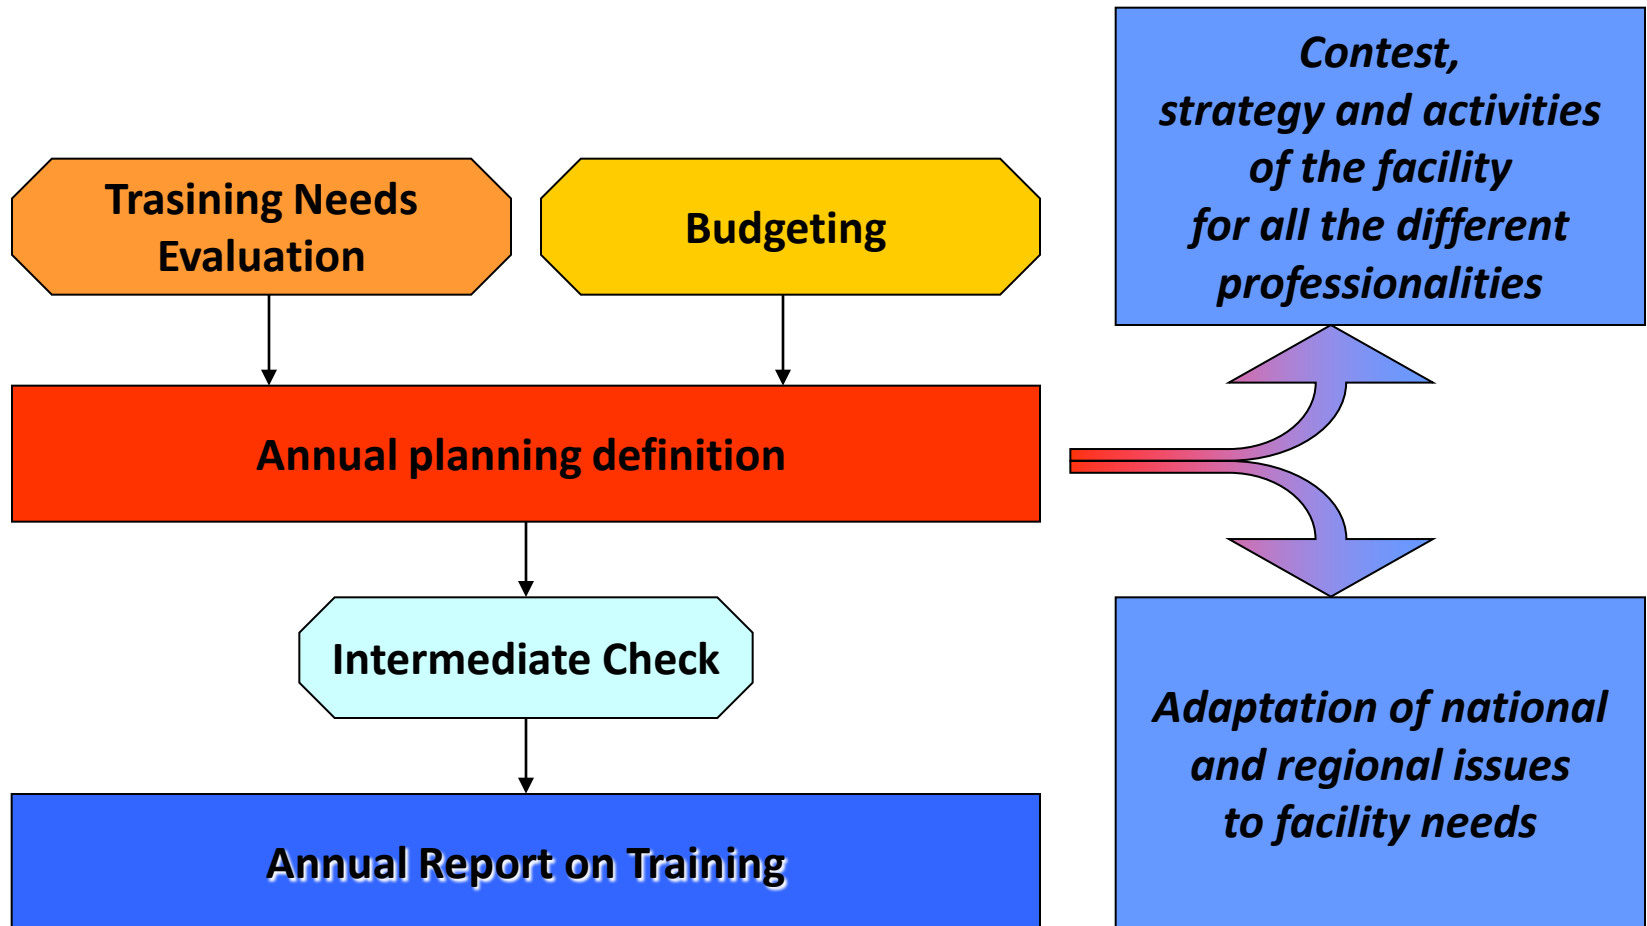 Contest,
strategy and activities
of the facility
for all the different
professionalities
Trasining Needs
Evaluation
Budgeting
Annual planning definition
Intermediate Check
Adaptation of national
and regional issues
to facility needs
Annual Report on Training